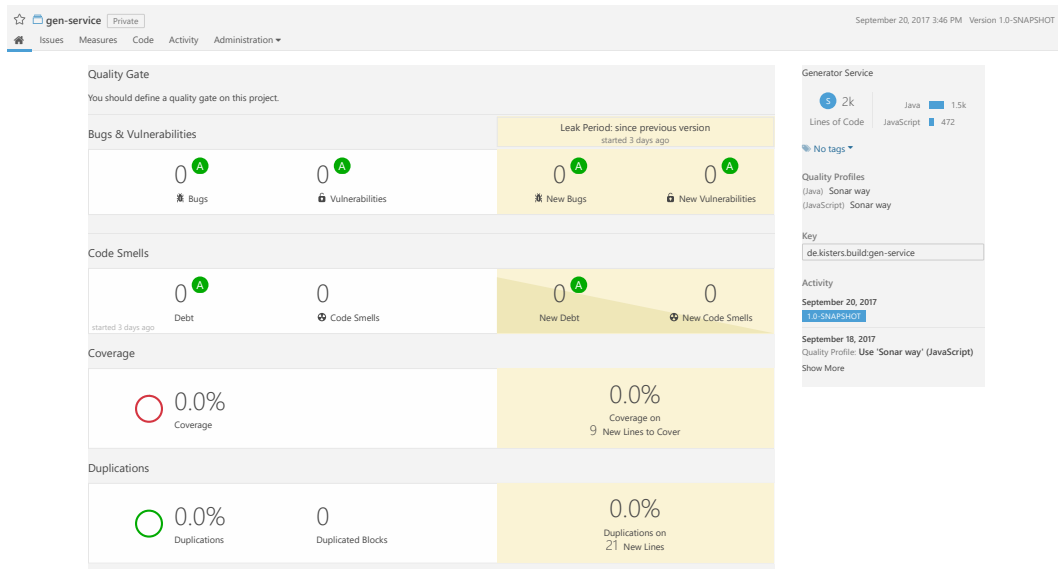 gen-service Private
September 20, 2017 3:46 PM Version 1.0-SNAPSHOT
Issues Measures Code Activity Administration
Quality Gate
You should define a quality gate on this project.
Bugs & Vulnerabilities
Leak Period: since previous version
started 3 days ago
0 A
Bugs
0 A
Vulnerabilities
0 A
New Bugs
0 A
New Vulnerabilities
Code Smells
0 A
Debt
0
Code Smells
started 3 days ago
0 A
New Debt
0
New Code Smells
Coverage
0.0%
Coverage
0.0%
Coverage on
9 New Lines to Cover
Duplications
0.0%
Duplications
0
Duplicated Blocks
0.0%
Duplications on
21 New Lines
Generator Service
S 2k
Lines of Code
Java 1.5k
JavaScript 472
No tags
Quality Profiles
(Java) Sonar way
(JavaScript) Sonar way
Key
de.kisters.build:gen-service
Activity
September 20, 2017
1.0-SNAPSHOT
September 18, 2017
Quality Profile: Use 'Sonar way' (JavaScript)
Show More